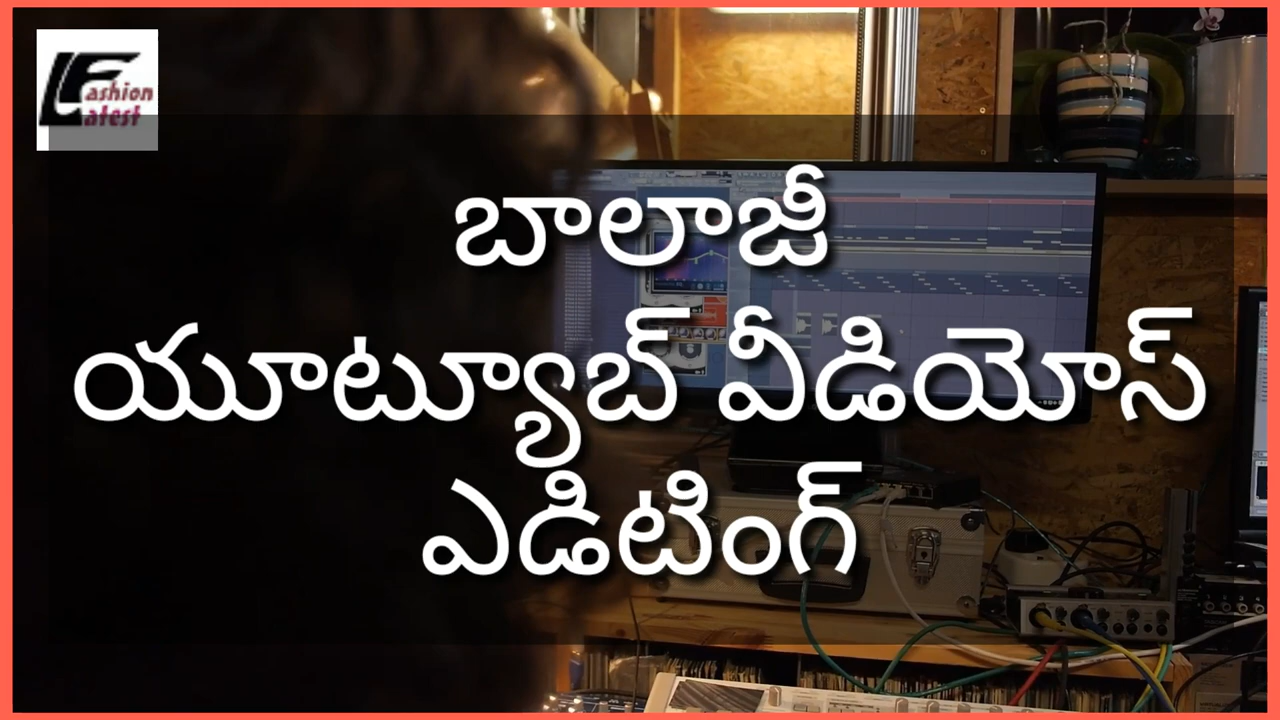 Fashion
Latest
బాలాజీ
యూట్యూబ్ వీడియోస్
ఎడిటింగ్